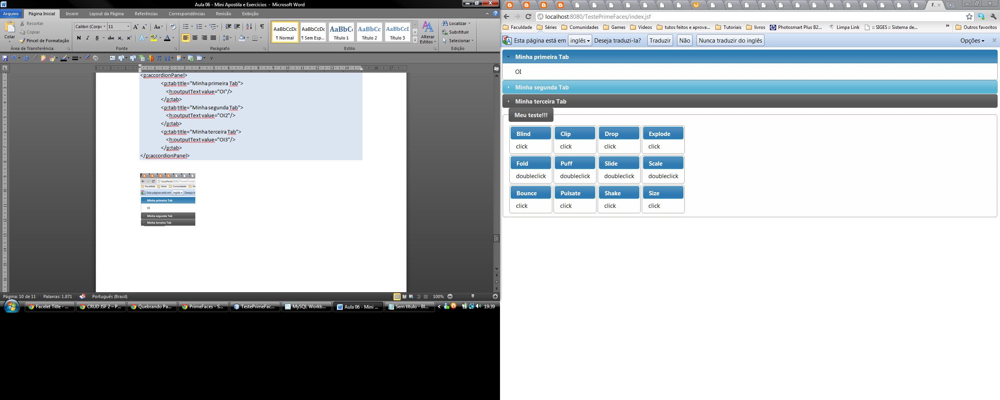 Aula 06 - Mini Apostila e Exercícios - Microsoft Word
Arquivo Página Inicial Inserir Layout da Página Referências Correspondências Revisão Exibição
Colar
Recortar
Copiar
Pincel de Formatação
Área de Transferência
Calibri (Corpo 11
Fonte
Parágrafo
AaBbCcDc ¶ Normal
AaBbCcDc ¶ Sem Esp...
AaBbC Título 1
AaBbCc Título 2
AaBbCcI Título 3
Alterar Estilos
Estilo
Localizar
Substituir
Selecionar
Edição
<p:accordionPanel>
<p:tab title="Minha primeira Tab">
<h:outputText value="OI"/>
</p:tab>
<p:tab title="Minha segunda Tab">
<h:outputText value="OI2"/>
</p:tab>
<p:tab title="Minha terceira Tab">
<h:outputText value="OI3"/>
</p:tab>
</p:accordionPanel>
localhost:8080/TestePrimeF
Faculdade Séries Comunidades Ga
Esta página está em inglês Deseja tr
Minha primeira Tab
OI
Minha segunda Tab
Minha terceira Tab
Página: 10 de 11 Palavras: 1.871 Português (Brasil) 100%
Facelet Title - ... CRUD JSF 2 – P... Quebrando Pa... PrimeFaces - S... TestePrimeFac... MySQL Workb... Aula 06 - Mini ... Sem título - Bl... 19:39
F.
localhost:8080/TestePrimeFaces/index.jsf
Faculdade Séries Comunidades Games Videos tutos feitos e aprova... Tutoriais livros Photosmart Plus B2... Limpa Link :: SIGES :: Sistema de... » Outros favoritos
Esta página está em inglês Deseja traduzi-la? Traduzir Não Nunca traduzir do inglês Opções
Minha primeira Tab
OI
Minha segunda Tab
Minha terceira Tab
Meu teste!!!
Blind Clip Drop Explode
click click click click
Fold Puff Slide Scale
doubleclick doubleclick doubleclick doubleclick
Bounce Pulsate Shake Size
click click click click